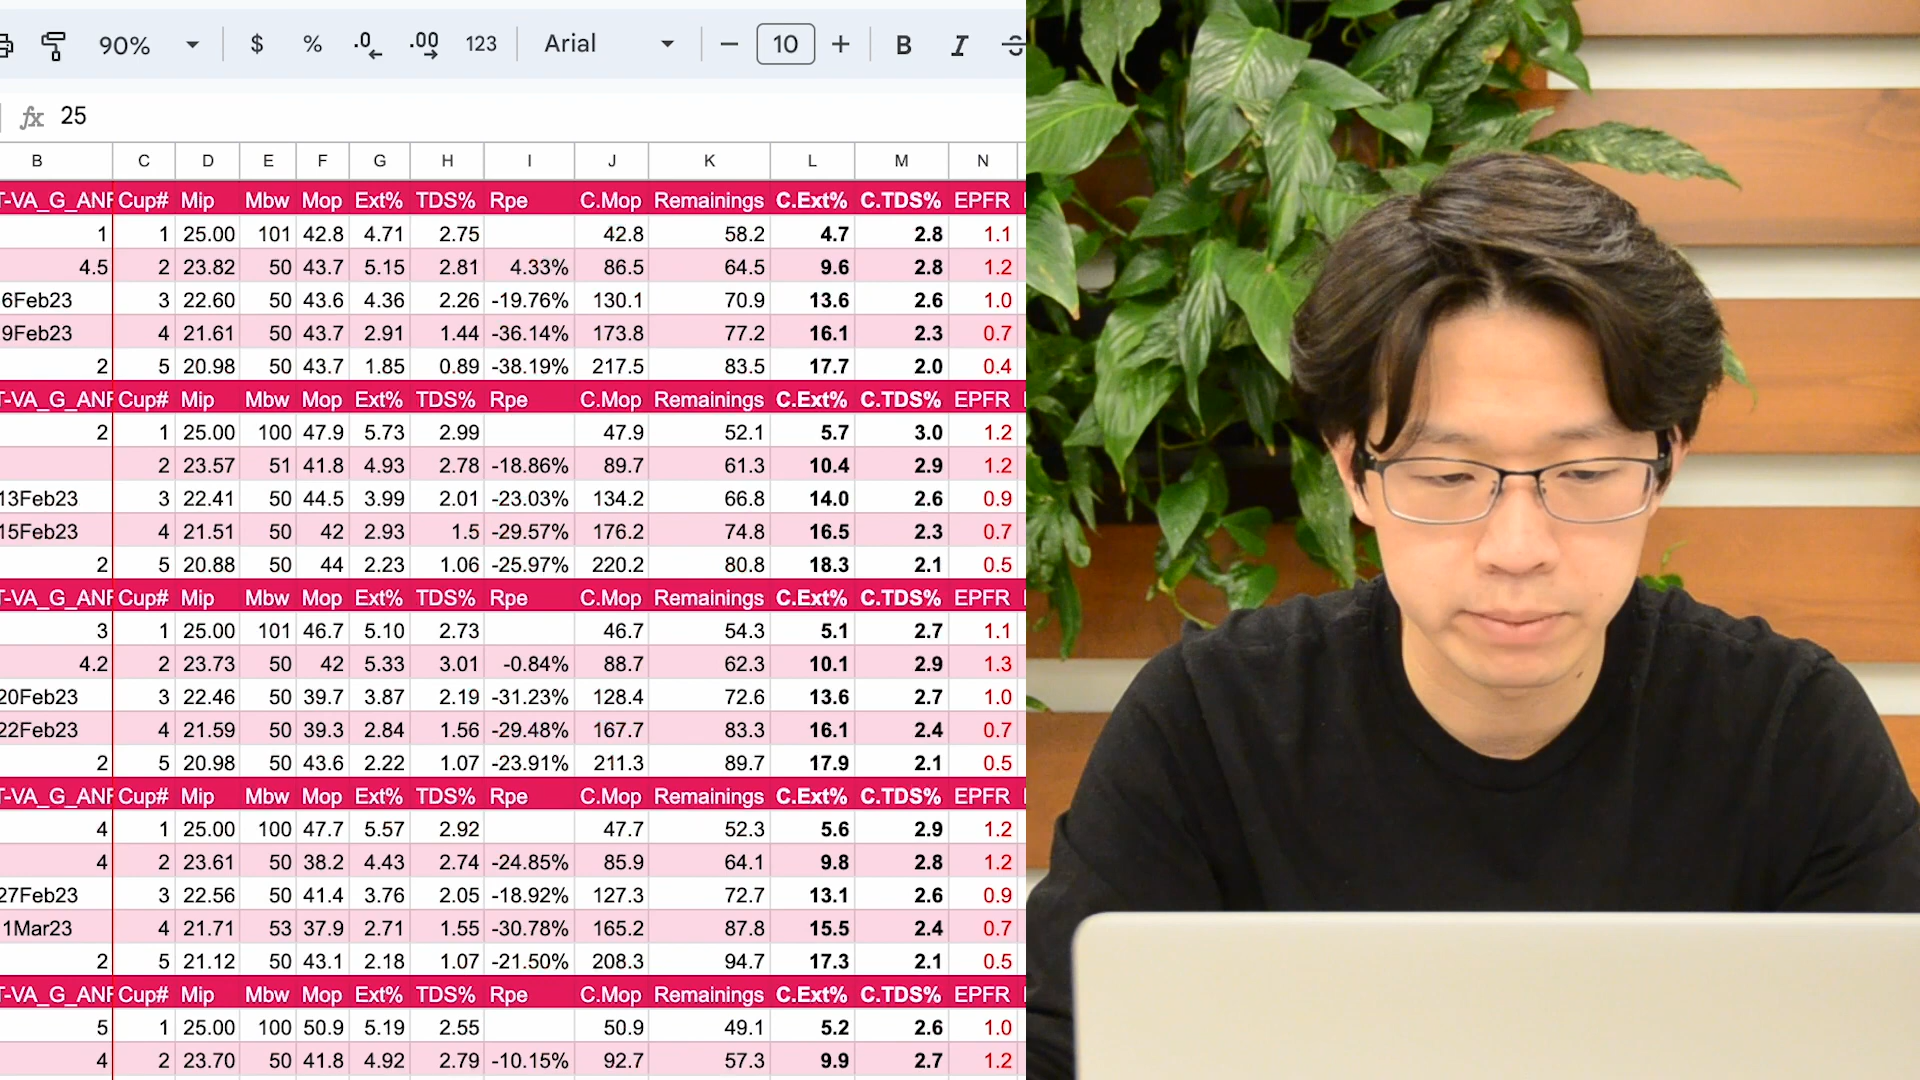 90% $ % .0 .00 123 Arial 10 B I S
fx 25
B C D E F G H I J K L M N
T-VA_G_ANF Cup# Mip Mbw Mop Ext% TDS% Rpe C.Mop Remainings C.Ext% C.TDS% EPFR
1 1 25.00 101 42.8 4.71 2.75 42.8 58.2 4.7 2.8 1.1
4.5 2 23.82 50 43.7 5.15 2.81 4.33% 86.5 64.5 9.6 2.8 1.2
6Feb23 3 22.60 50 43.6 4.36 2.26 -19.76% 130.1 70.9 13.6 2.6 1.0
9Feb23 4 21.61 50 43.7 2.91 1.44 -36.14% 173.8 77.2 16.1 2.3 0.7
2 5 20.98 50 43.7 1.85 0.89 -38.19% 217.5 83.5 17.7 2.0 0.4
T-VA_G_ANF Cup# Mip Mbw Mop Ext% TDS% Rpe C.Mop Remainings C.Ext% C.TDS% EPFR
2 1 25.00 100 47.9 5.73 2.99 47.9 52.1 5.7 3.0 1.2
2 23.57 51 41.8 4.93 2.78 -18.86% 89.7 61.3 10.4 2.9 1.2
13Feb23 3 22.41 50 44.5 3.99 2.01 -23.03% 134.2 66.8 14.0 2.6 0.9
15Feb23 4 21.51 50 42 2.93 1.5 -29.57% 176.2 74.8 16.5 2.3 0.7
2 5 20.88 50 44 2.23 1.06 -25.97% 220.2 80.8 18.3 2.1 0.5
T-VA_G_ANF Cup# Mip Mbw Mop Ext% TDS% Rpe C.Mop Remainings C.Ext% C.TDS% EPFR
3 1 25.00 101 46.7 5.10 2.73 46.7 54.3 5.1 2.7 1.1
4.2 2 23.73 50 42 5.33 3.01 -0.84% 88.7 62.3 10.1 2.9 1.3
20Feb23 3 22.46 50 39.7 3.87 2.19 -31.23% 128.4 72.6 13.6 2.7 1.0
22Feb23 4 21.59 50 39.3 2.84 1.56 -29.48% 167.7 83.3 16.1 2.4 0.7
2 5 20.98 50 43.6 2.22 1.07 -23.91% 211.3 89.7 17.9 2.1 0.5
T-VA_G_ANF Cup# Mip Mbw Mop Ext% TDS% Rpe C.Mop Remainings C.Ext% C.TDS% EPFR
4 1 25.00 100 47.7 5.57 2.92 47.7 52.3 5.6 2.9 1.2
4 2 23.61 50 38.2 4.43 2.74 -24.85% 85.9 64.1 9.8 2.8 1.2
27Feb23 3 22.56 50 41.4 3.76 2.05 -18.92% 127.3 72.7 13.1 2.6 0.9
1Mar23 4 21.71 53 37.9 2.71 1.55 -30.78% 165.2 87.8 15.5 2.4 0.7
2 5 21.12 50 43.1 2.18 1.07 -21.50% 208.3 94.7 17.3 2.1 0.5
T-VA_G_ANF Cup# Mip Mbw Mop Ext% TDS% Rpe C.Mop Remainings C.Ext% C.TDS% EPFR
5 1 25.00 100 50.9 5.19 2.55 50.9 49.1 5.2 2.6 1.0
4 2 23.70 50 41.8 4.92 2.79 -10.15% 92.7 57.3 9.9 2.7 1.2